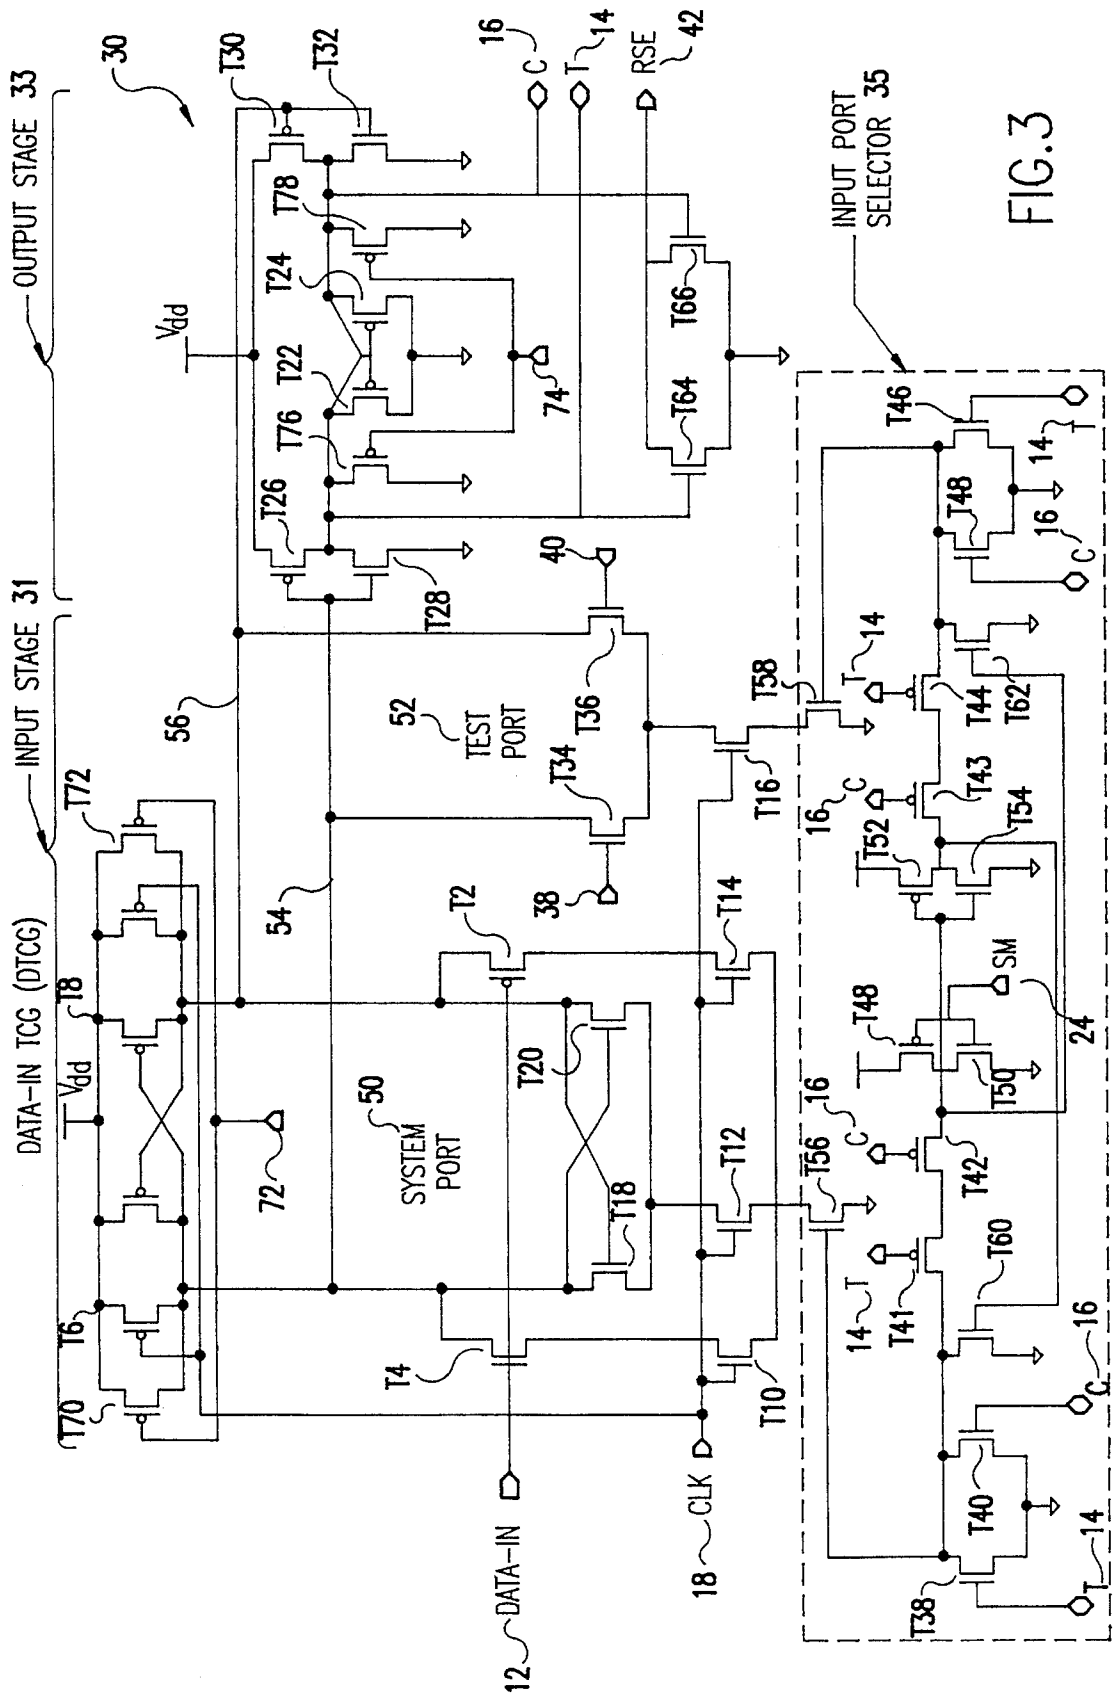 DATA-IN TCG (DTCG) INPUT STAGE 31
OUTPUT STAGE 33
30
Vdd
T70
T6
T8
T72
72
56
54
Vdd
T30
T32
T26
T28
T76
T22
T24
T78
74
16 C
14 T
RSE
42
T64
T66
12 DATA-IN
18 CLK
T4
T2
SYSTEM
PORT
50
T18
T20
T10
T12
T14
TEST
PORT
52
T34
T36
38
40
T16
INPUT PORT
SELECTOR 35
T56
T58
T38
T40
14 T
16 C
T60
T41
14 T
T42
16 C
T48
T50
SM
24
T52
T54
T43
16 C
T44
14 T
T62
T48
T46
16 C
14 T
FIG.3